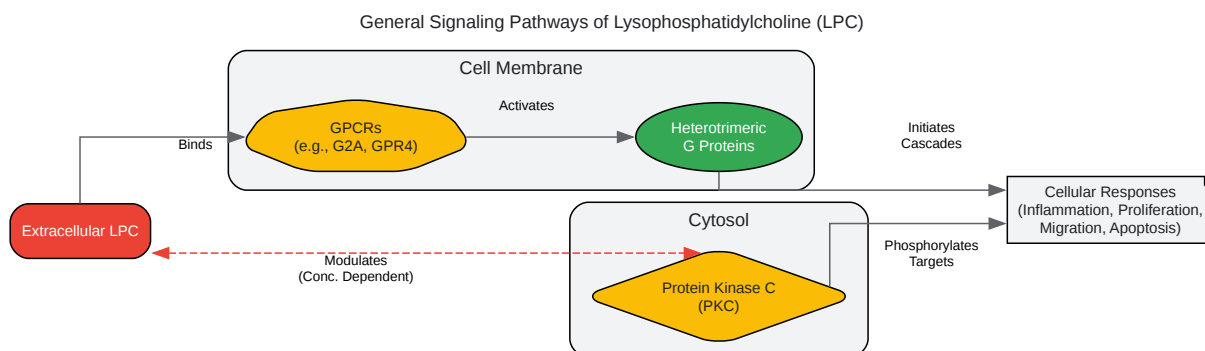 General Signaling Pathways of Lysophosphatidylcholine (LPC)
Cell Membrane
Activates
GPCRs
(e.g., G2A, GPR4)
Heterotrimeric
G Proteins
Binds
Initiates
Cascades
Extracellular LPC
Cellular Responses
(Inflammation, Proliferation,
Migration, Apoptosis)
Cytosol
Modulates
(Conc. Dependent)
Phosphorylates
Targets
Protein Kinase C
(PKC)